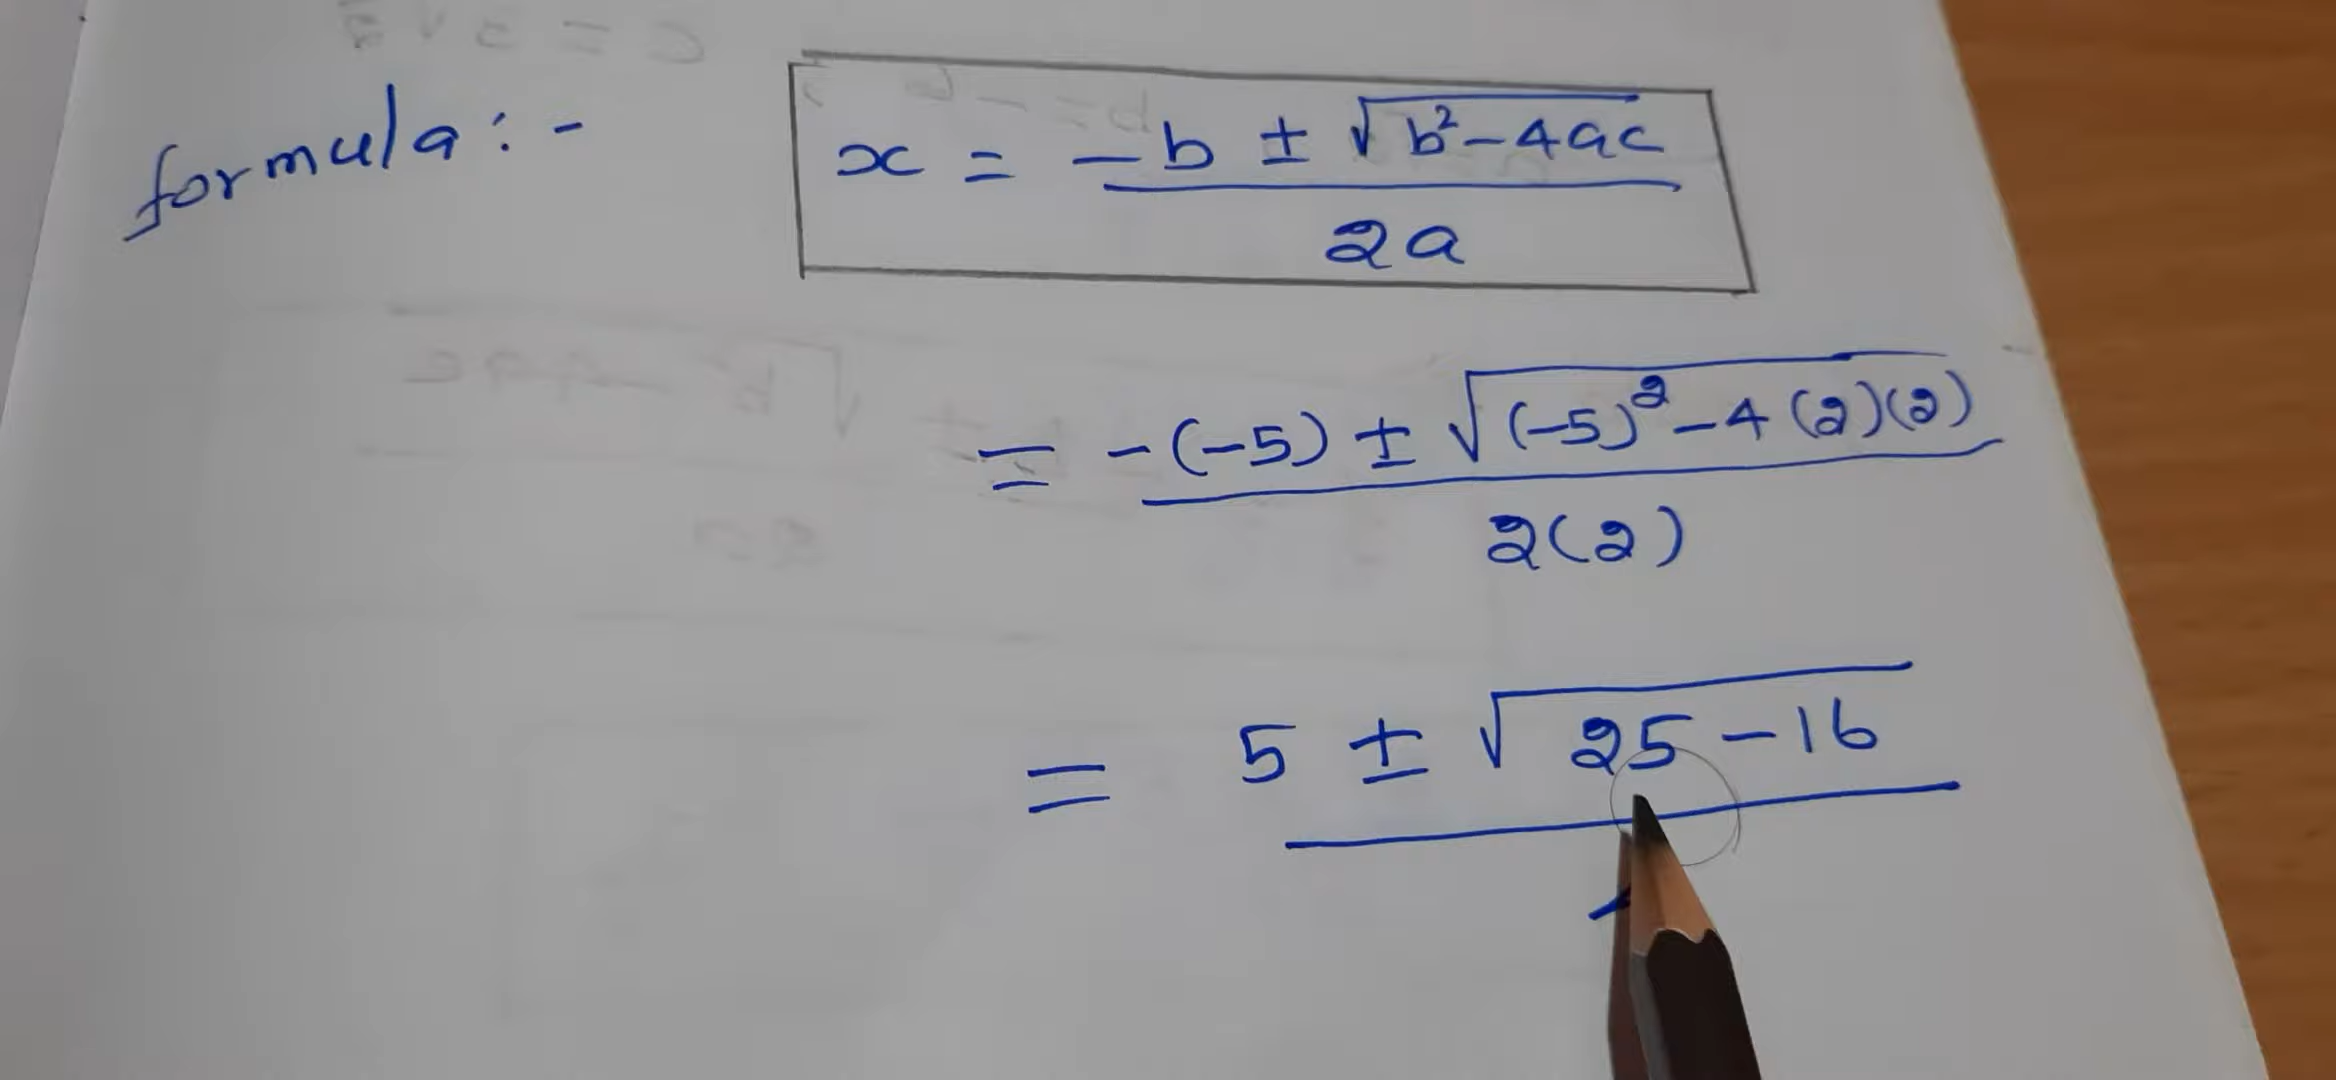 formula:-
x = -b ± √b²-4ac / 2a
= -(-5) ± √(-5)²-4(2)(2) / 2(2)
= 5 ± √25-16